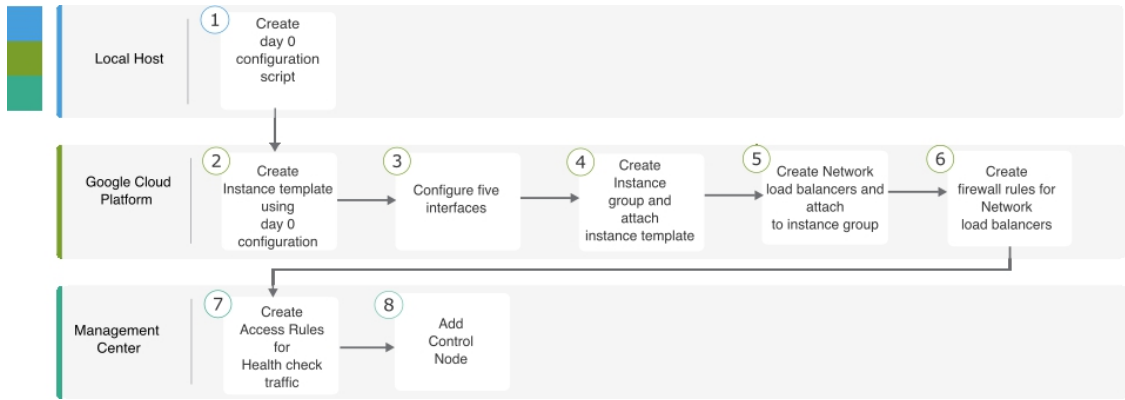 Local Host
1
Create
day 0
configuration
script
Google Cloud
Platform
2
Create
Instance template
using
day 0
configuration
3
Configure five
interfaces
4
Create
Instance
group and
attach
instance template
5
Create Network
load balancers and
attach
to instance group
6
Create
firewall rules for
Network
load balancers
Management
Center
7
Create
Access Rules
for
Health check
traffic
8
Add
Control
Node